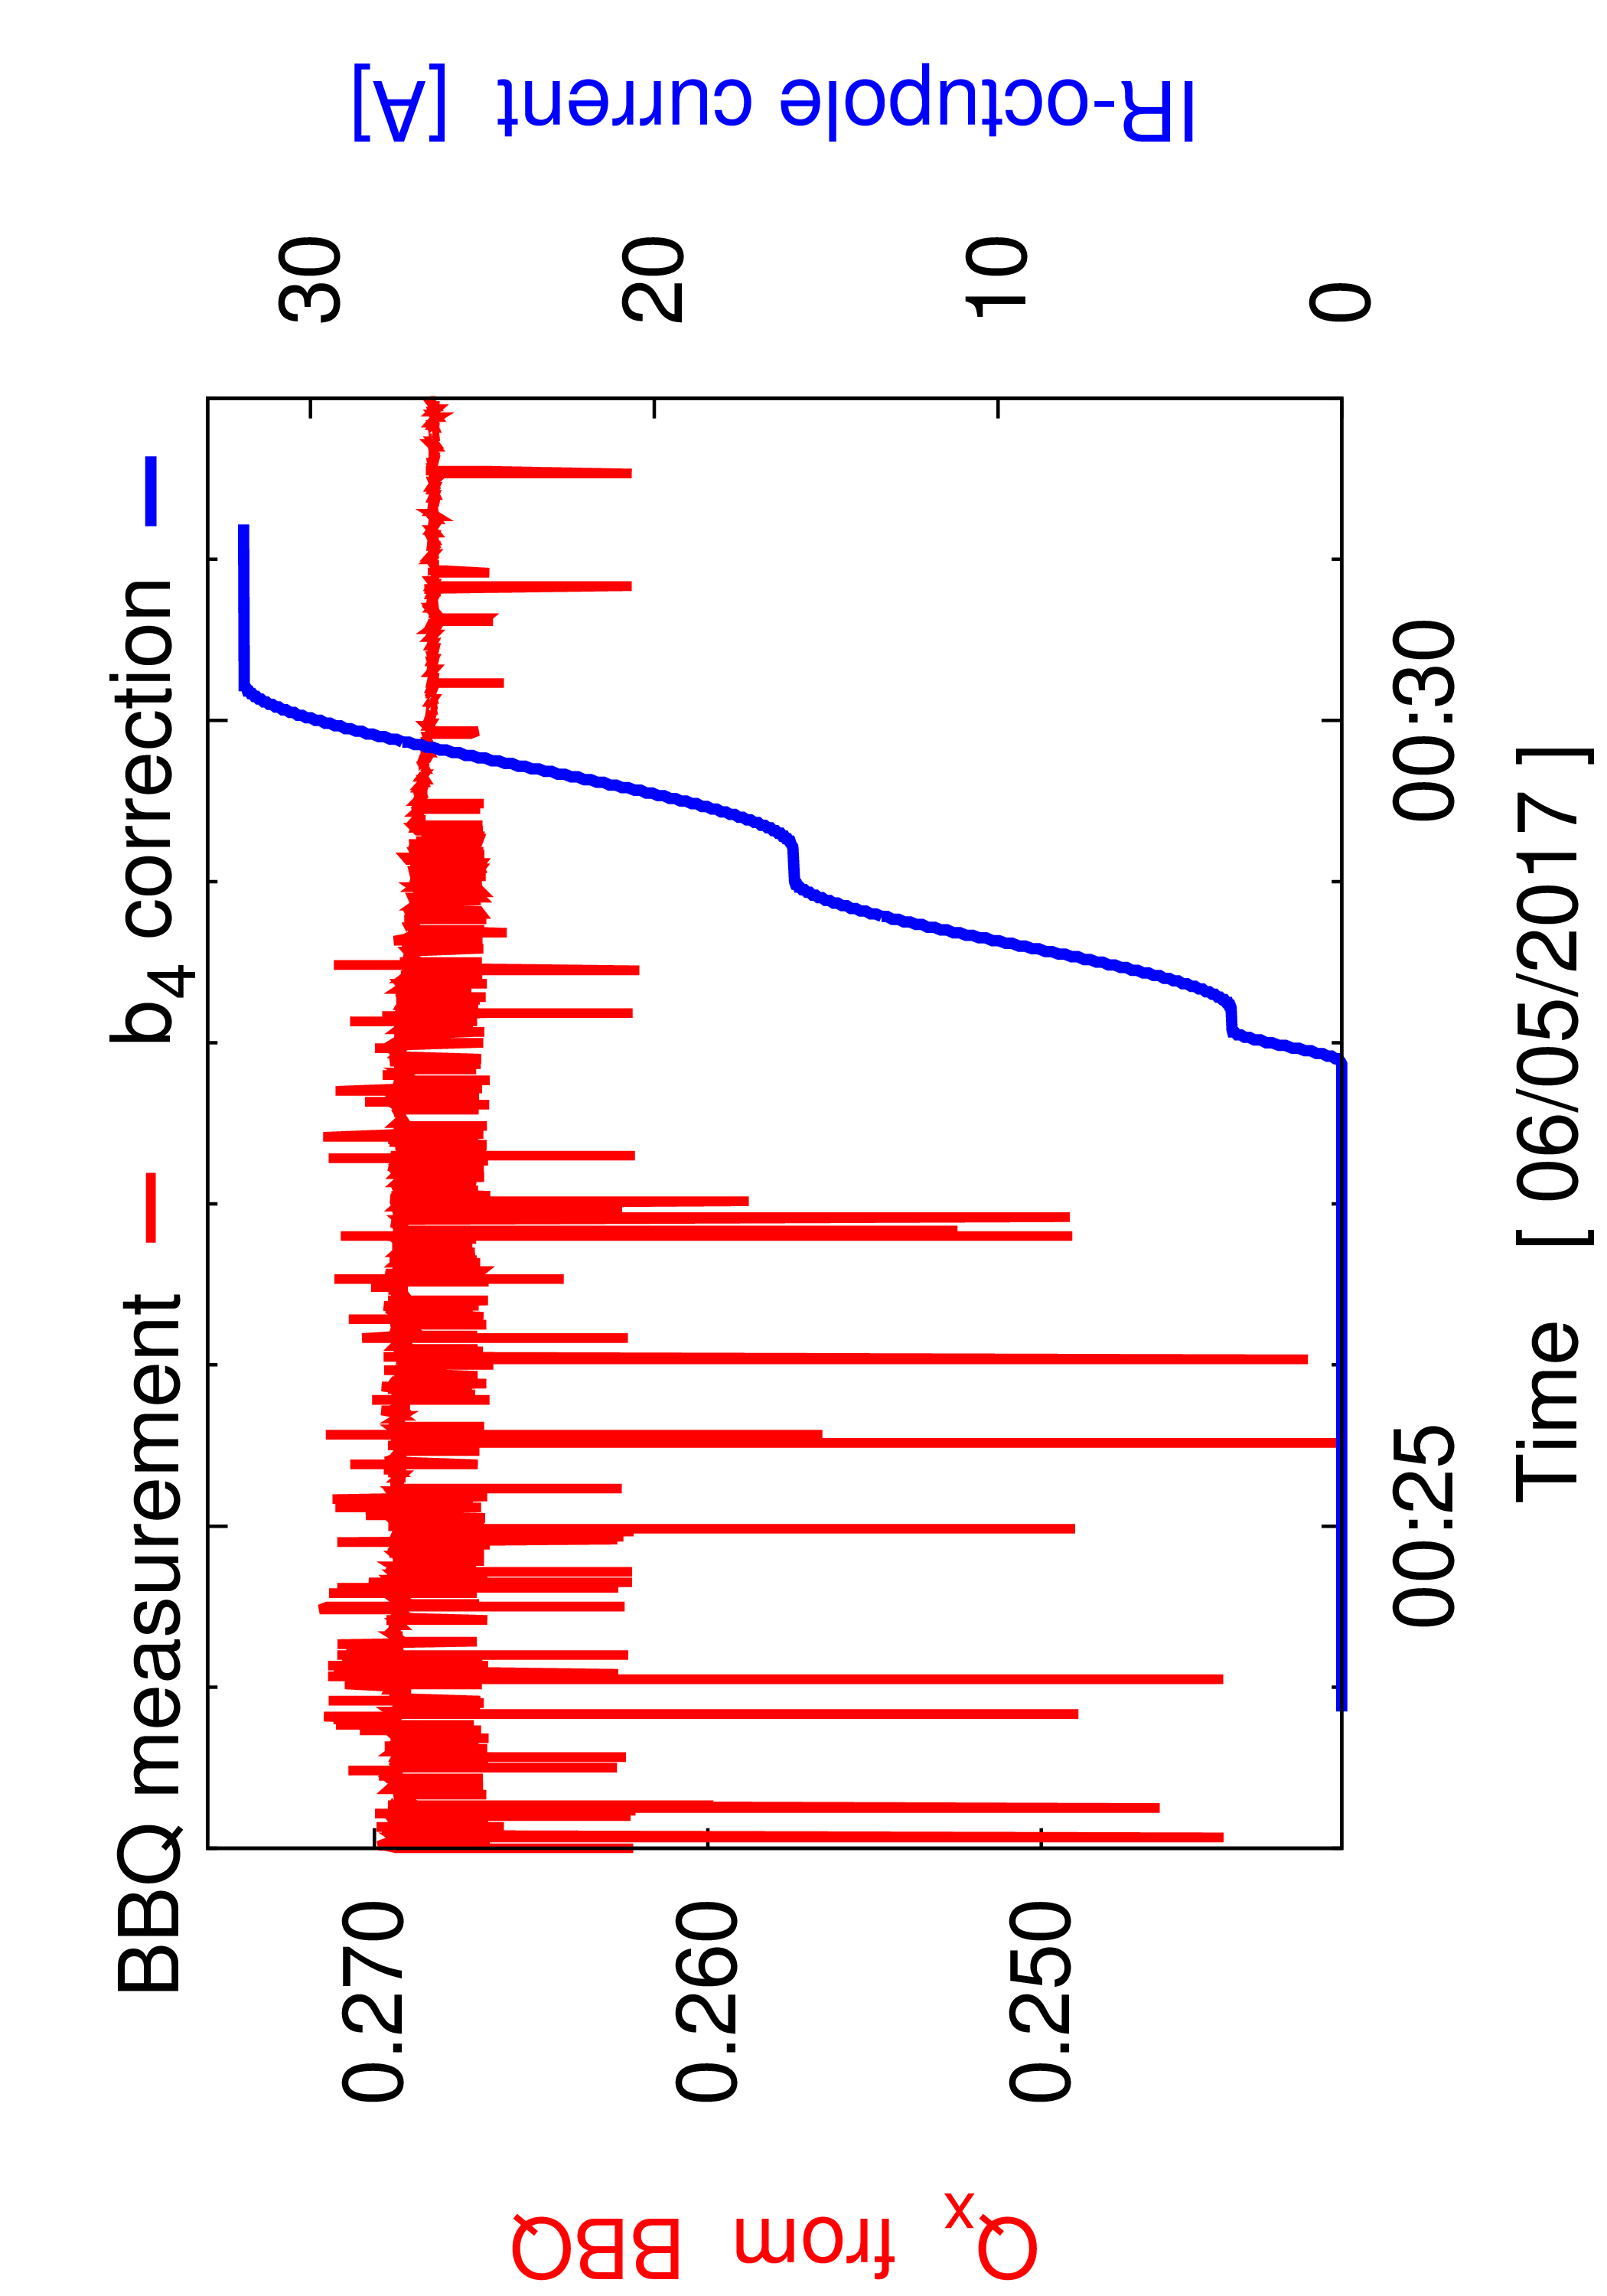 BBQ measurement
b4 correction
Qx from BBQ
0.270
0.260
0.250
IR-octupole current [A]
30
20
10
0
00:25
00:30
Time [ 06/05/2017 ]